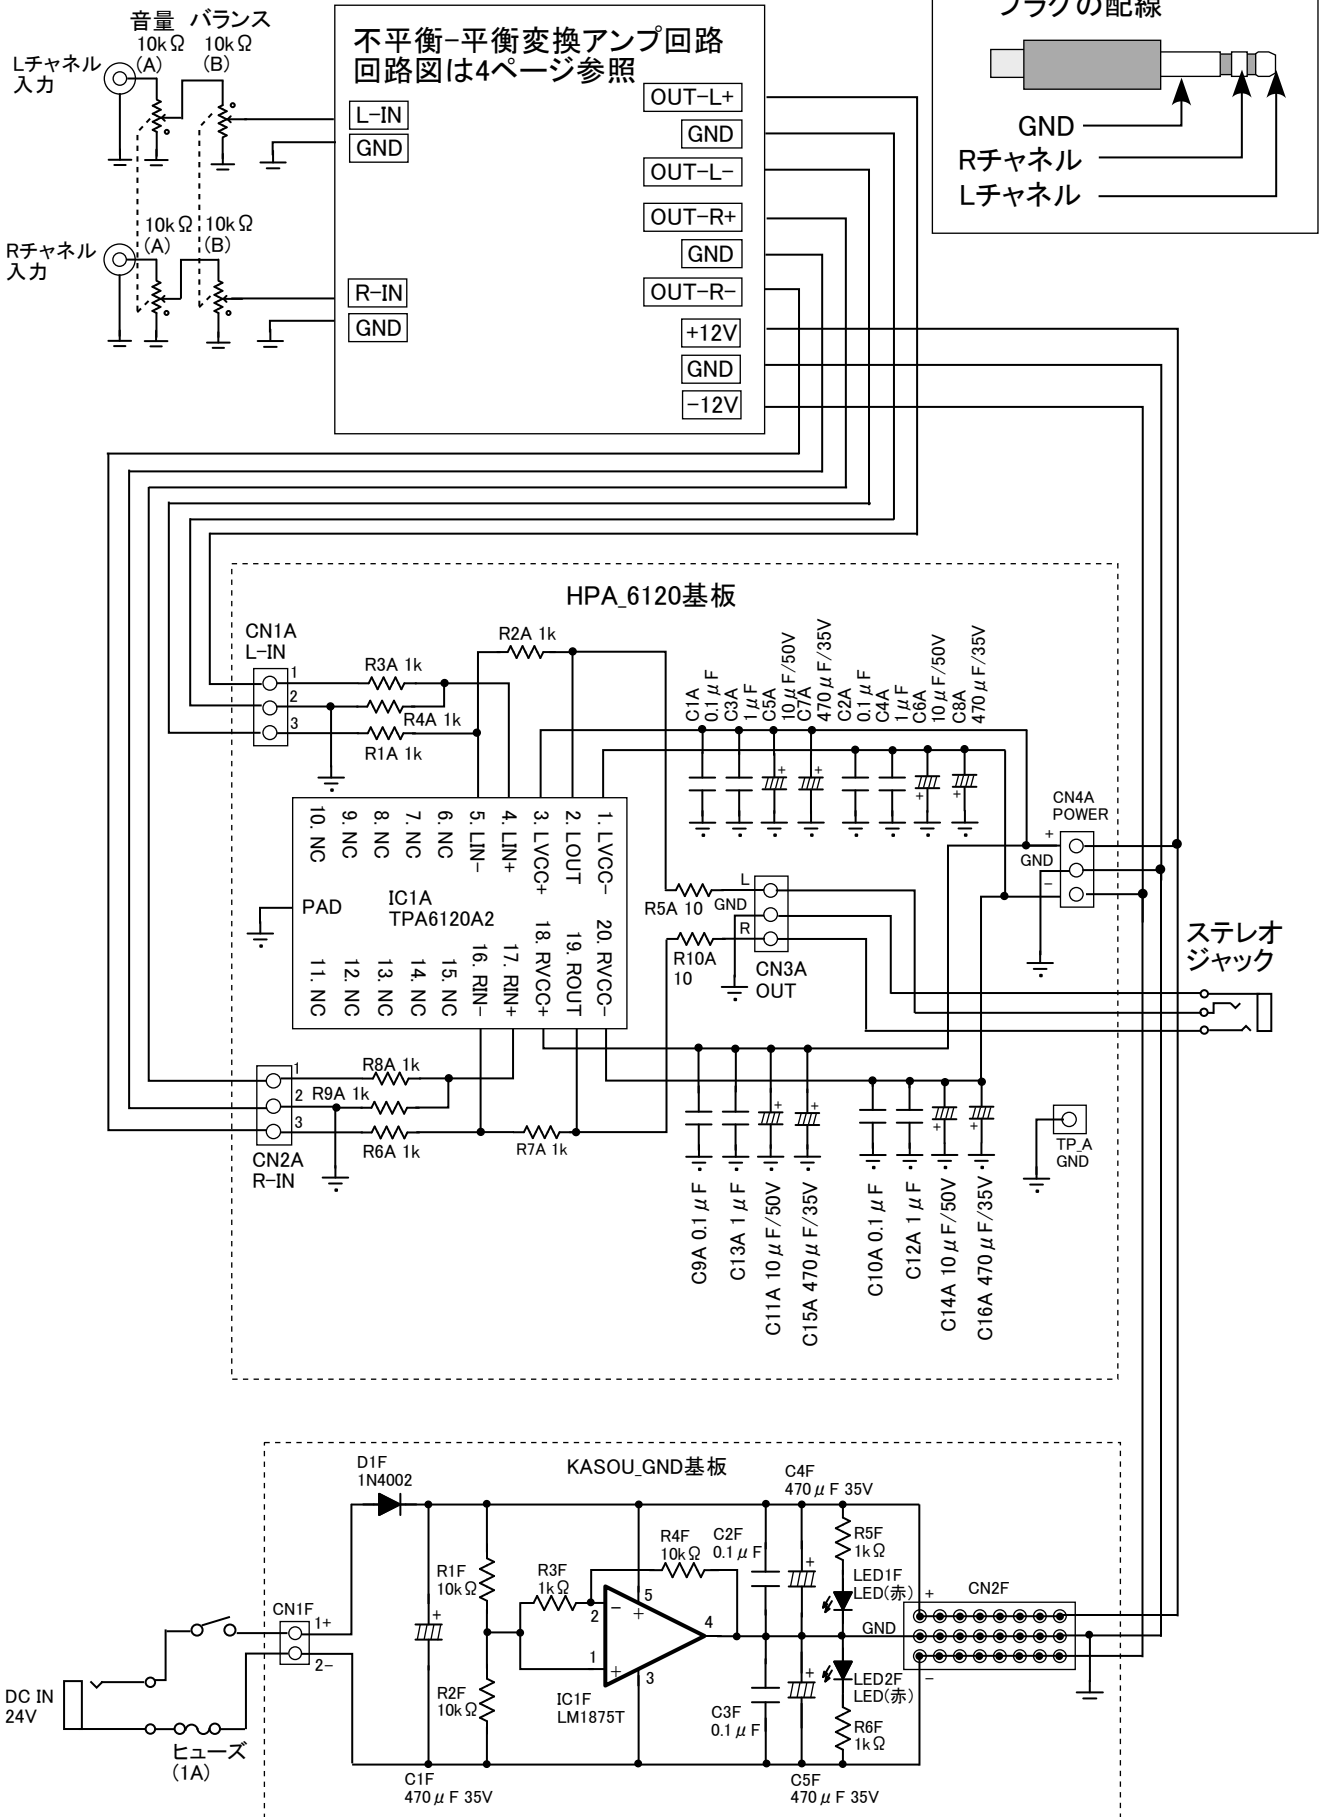 プラグの配線
音量 バランス
10kΩ 10kΩ
(A) (B)
Lチャネル
入力
不平衡-平衡変換アンプ回路
回路図は4ページ参照
L-IN
GND
OUT-L+
GND
OUT-L-
OUT-R+
GND
OUT-R-
+12V
GND
-12V
GND
Rチャネル
Lチャネル
10kΩ 10kΩ
(A) (B)
Rチャネル
入力
R-IN
GND
HPA_6120基板
CN1A
L-IN
1
2
3
R3A 1k
R4A 1k
R1A 1k
R2A 1k
C1A
0.1μF
C3A
1μF
C5A
10μF/50V
C7A
470μF/35V
C2A
0.1μF
C4A
1μF
C6A
10μF/50V
C8A
470μF/35V
+ + + +
CN4A
POWER
+
GND
-
10. NC
9. NC
8. NC
7. NC
6. NC
5. LIN-
4. LIN+
3. LVCC+
2. LOUT
1. LVCC-
PAD
IC1A
TPA6120A2
11. NC
12. NC
13. NC
14. NC
15. NC
16. RIN-
17. RIN+
18. RVCC+
19. ROUT
20. RVCC-
R5A 10
R10A
10
L
GND
R
CN3A
OUT
ステレオ
ジャック
1
2
3
R8A 1k
R9A 1k
R6A 1k
R7A 1k
CN2A
R-IN
+ + + +
C9A 0.1μF
C13A 1μF
C11A 10μF/50V
C15A 470μF/35V
C10A 0.1μF
C12A 1μF
C14A 10μF/50V
C16A 470μF/35V
TP_A
GND
KASOU_GND基板
D1F
1N4002
C4F
470μF 35V
R1F
10kΩ
R3F
1kΩ
R4F
10kΩ
C2F
0.1μF
R5F
1kΩ
LED1F
LED(赤)
CN2F
+
GND
-
CN1F
1+
2-
+
2
-
5
+
4
1
+
3
+
+
IC1F
LM1875T
R2F
10kΩ
C3F
0.1μF
LED2F
LED(赤)
R6F
1kΩ
DC IN
24V
ヒューズ
(1A)
C1F
470μF 35V
C5F
470μF 35V